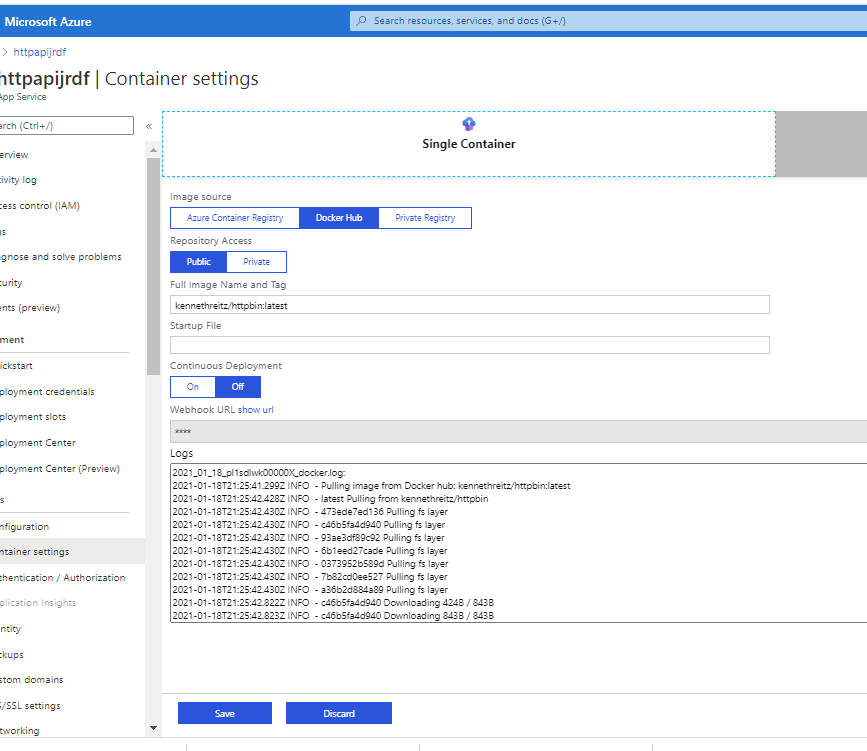 Microsoft Azure
Search resources, services, and docs (G+/)
> httpapijrdf
httpapijrdf | Container settings
App Service
arch (Ctrl+/)
«
erview
ivity log
cess control (IAM)
gs
agnose and solve problems
curity
ents (preview)
ment
ickstart
ployment credentials
ployment slots
ployment Center
ployment Center (Preview)
s
nfiguration
ntainer settings
thentication / Authorization
plication Insights
ntity
ckups
stom domains
S/SSL settings
tworking
Single Container
Image source
Azure Container Registry Docker Hub Private Registry
Repository Access
Public Private
Full Image Name and Tag
kennethreitz/httpbin:latest
Startup File
Continuous Deployment
On Off
Webhook URL show url
****
Logs
2021_01_18_pl1sdlwk00000X_docker.log:
2021-01-18T21:25:41.299Z INFO - Pulling image from Docker hub: kennethreitz/httpbin:latest
2021-01-18T21:25:42.428Z INFO - latest Pulling from kennethreitz/httpbin
2021-01-18T21:25:42.430Z INFO - 473ede7ed136 Pulling fs layer
2021-01-18T21:25:42.430Z INFO - c46b5fa4d940 Pulling fs layer
2021-01-18T21:25:42.430Z INFO - 93ae3df89c92 Pulling fs layer
2021-01-18T21:25:42.430Z INFO - 6b1eed27cade Pulling fs layer
2021-01-18T21:25:42.430Z INFO - 0373952b589d Pulling fs layer
2021-01-18T21:25:42.430Z INFO - 7b82cd0ee527 Pulling fs layer
2021-01-18T21:25:42.430Z INFO - a36b2d884a89 Pulling fs layer
2021-01-18T21:25:42.822Z INFO - c46b5fa4d940 Downloading 424B / 843B
2021-01-18T21:25:42.823Z INFO - c46b5fa4d940 Downloading 843B / 843B
Save Discard